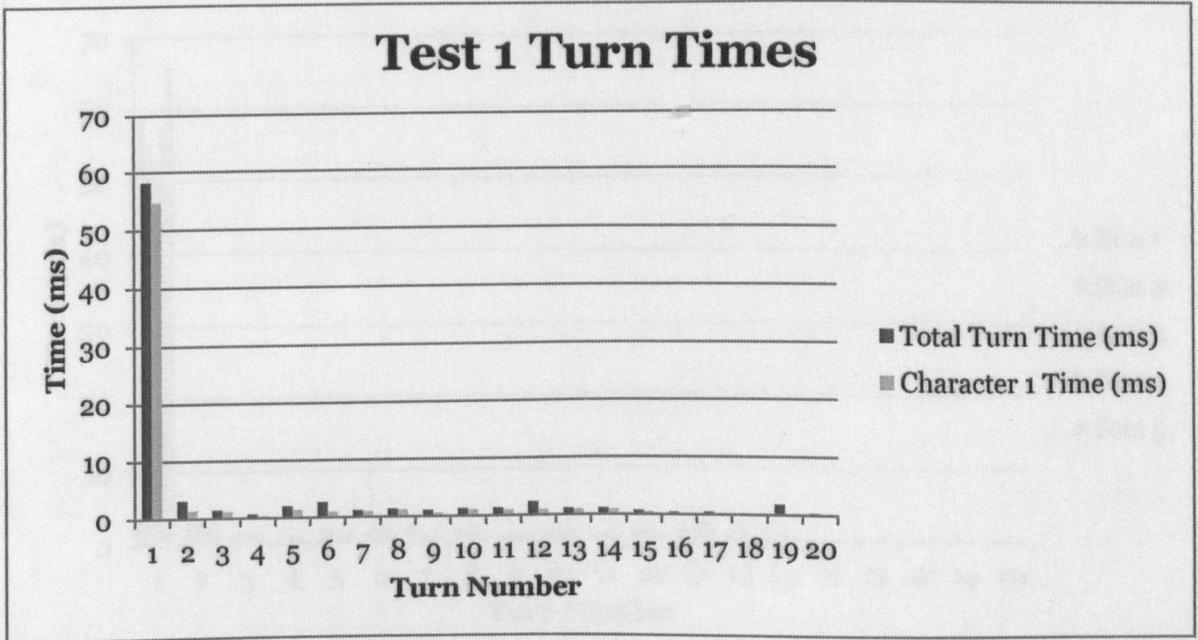 Test 1 Turn Times
70
60
50
40
30
20
10
0
Time (ms)
1 2 3 4 5 6 7 8 9 10 11 12 13 14 15 16 17 18 19 20
Turn Number
Total Turn Time (ms)
Character 1 Time (ms)